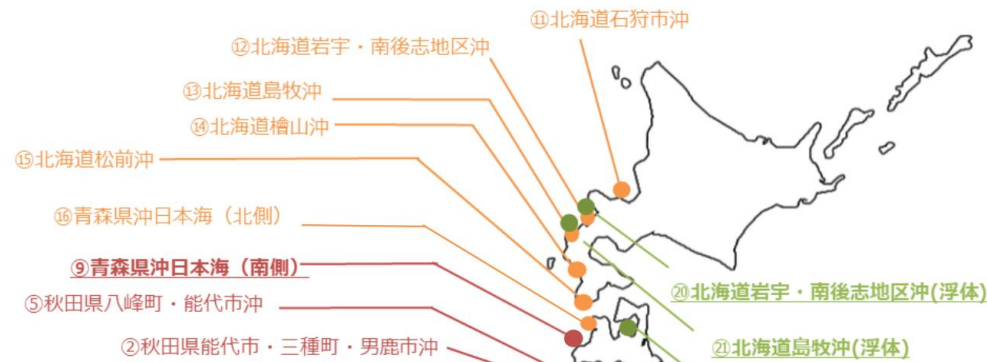 ⑪北海道石狩市沖
⑫北海道岩宇・南後志地区沖
⑬北海道島牧沖
⑭北海道檜山沖
⑮北海道松前沖
⑯青森県沖日本海（北側）
⑨青森県沖日本海（南側）
⑤秋田県八峰町・能代市沖
②秋田県能代市・三種町・男鹿市沖
⑳北海道岩宇・南後志地区沖(浮体)
㉑北海道島牧沖(浮体)